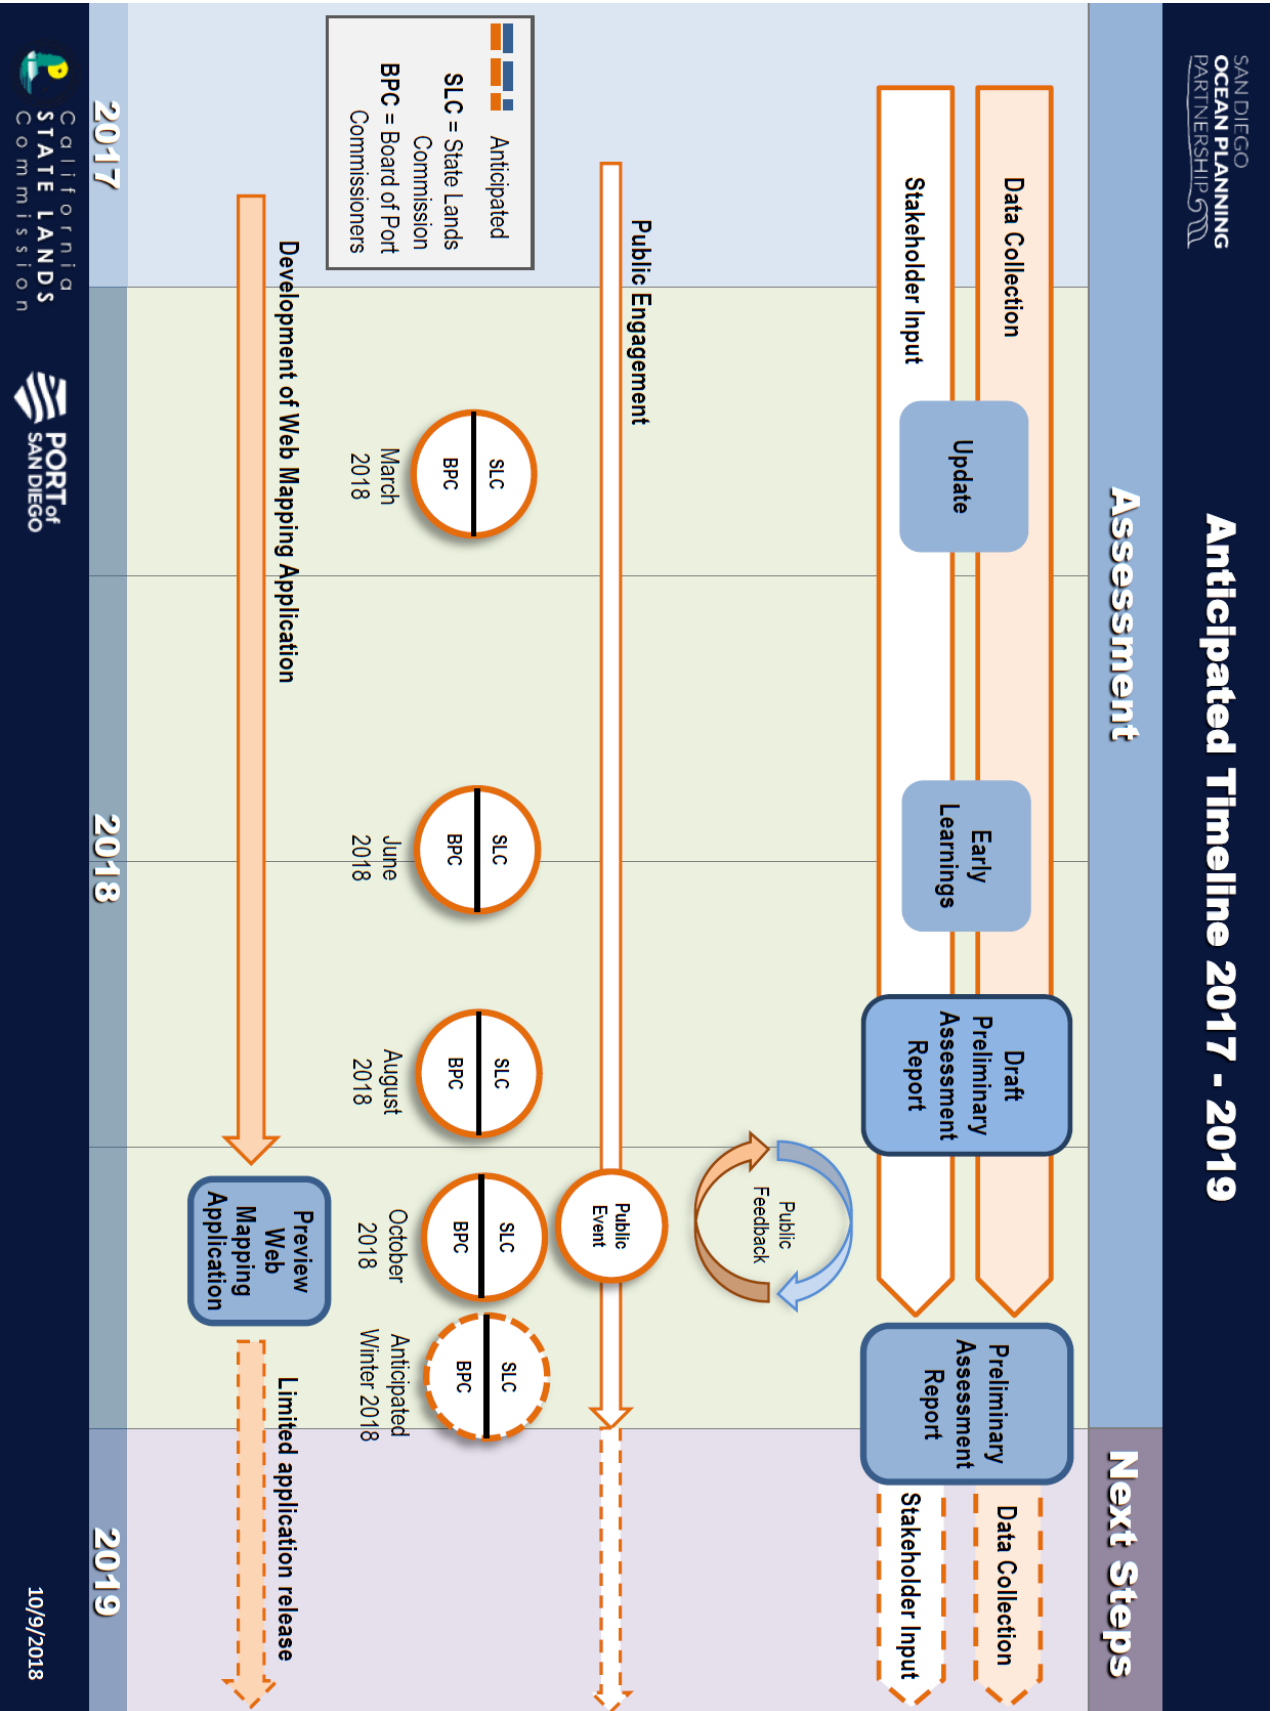 SAN DIEGO
OCEAN PLANNING
PARTNERSHIP
Anticipated Timeline 2017 - 2019
Assessment
Next Steps
Data Collection
Stakeholder Input
Update
Early
Learnings
Draft
Preliminary
Assessment
Report
Preliminary
Assessment
Report
Data Collection
Stakeholder Input
Public
Feedback
Public Engagement
Public
Event
Anticipated
SLC = State Lands
Commission
BPC = Board of Port
Commissioners
SLC
BPC
March
2018
SLC
BPC
June
2018
SLC
BPC
August
2018
SLC
BPC
October
2018
SLC
BPC
Anticipated
Winter 2018
Development of Web Mapping Application
Preview
Web
Mapping
Application
Limited application release
2017
2018
2019
California
STATE LANDS
Commission
PORT of
SAN DIEGO
10/9/2018